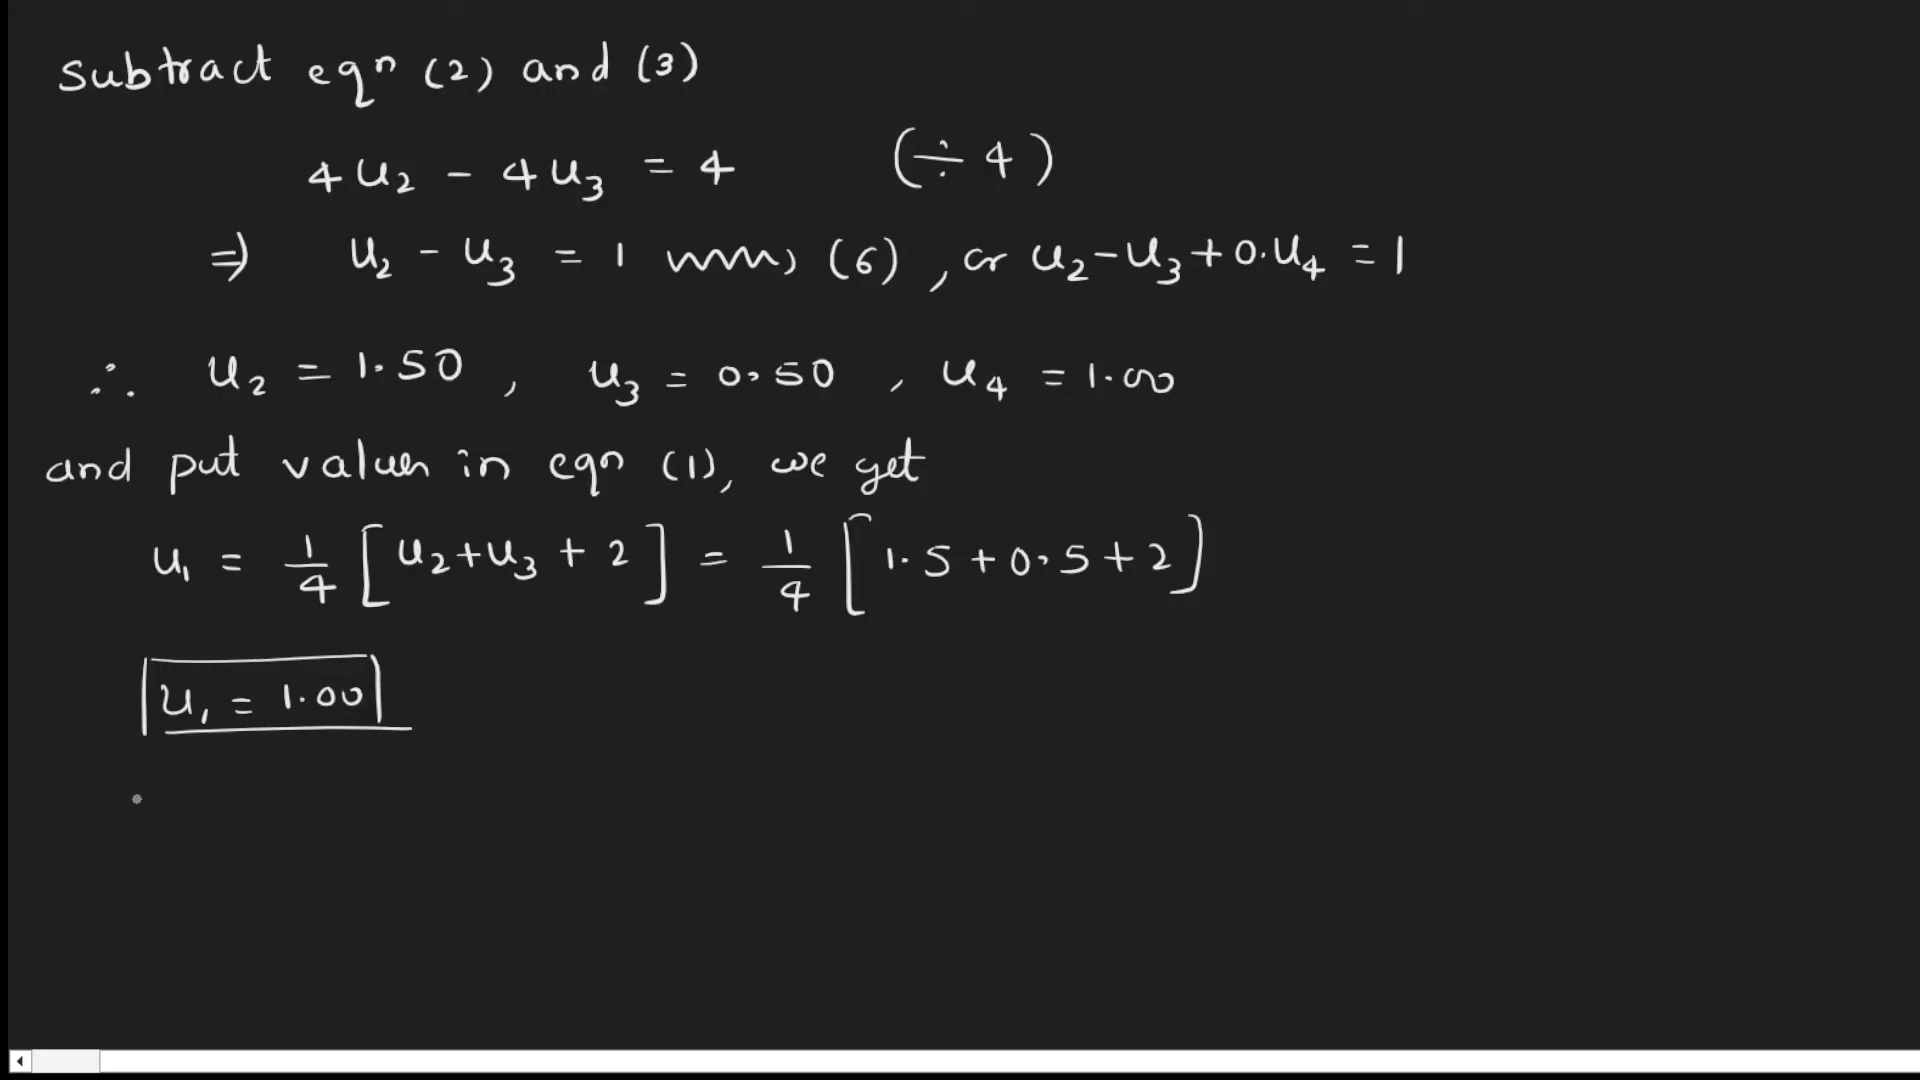 subtract eqn (2) and (3)
4u₂ - 4u₃ = 4 (÷ 4)
⇒ u₂ - u₃ = 1 (6), or u₂-u₃+0.u₄ = 1
∴ u₂ = 1.50, u₃ = 0.50, u₄ = 1.00
and put values in eqn (1), we get
u₁ = 1/4 [u₂+u₃+2] = 1/4 [1.5+0.5+2]
u₁ = 1.00